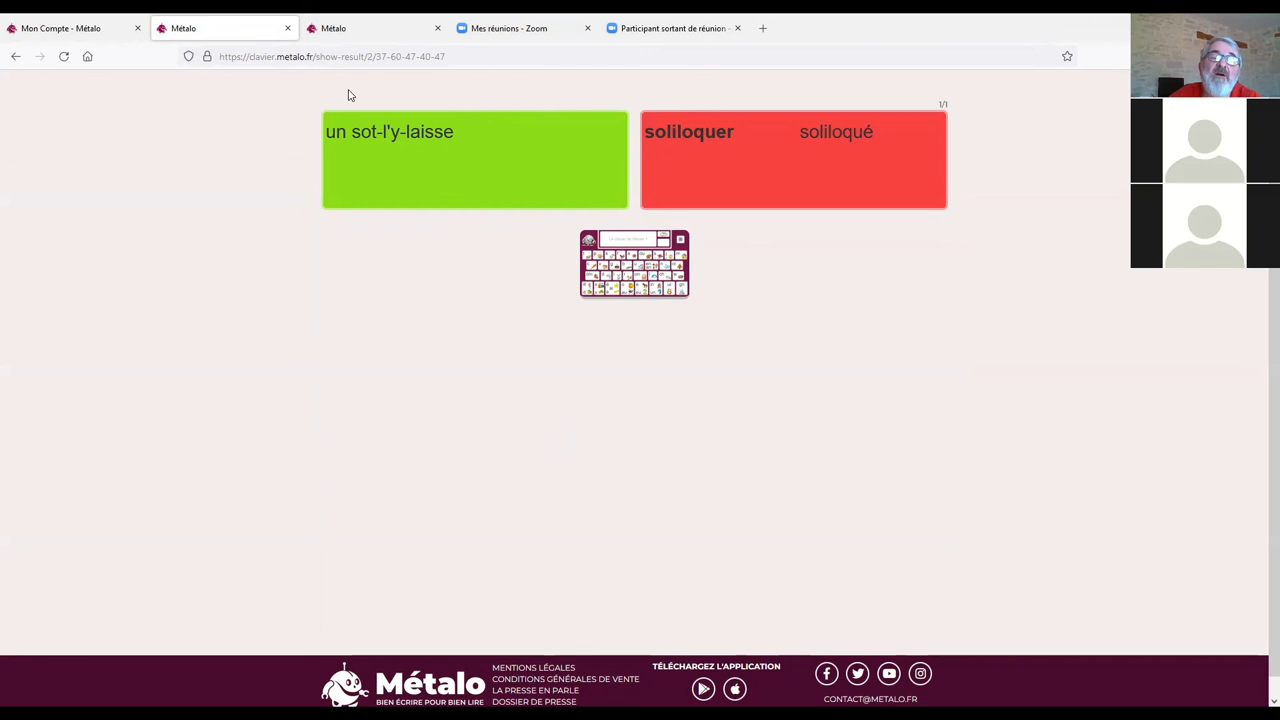 Mon Compte - Métalo
Métalo
Métalo
Mes réunions - Zoom
Participant sortant de réunion -
https://clavier.metalo.fr/show-result/2/37-60-47-40-47
1/1
un sot-l'y-laisse
soliloquer soliloqué
Métalo
BIEN ÉCRIRE POUR BIEN LIRE
MENTIONS LÉGALES
CONDITIONS GÉNÉRALES DE VENTE
LA PRESSE EN PARLE
DOSSIER DE PRESSE
TÉLÉCHARGEZ L'APPLICATION
CONTACT@METALO.FR